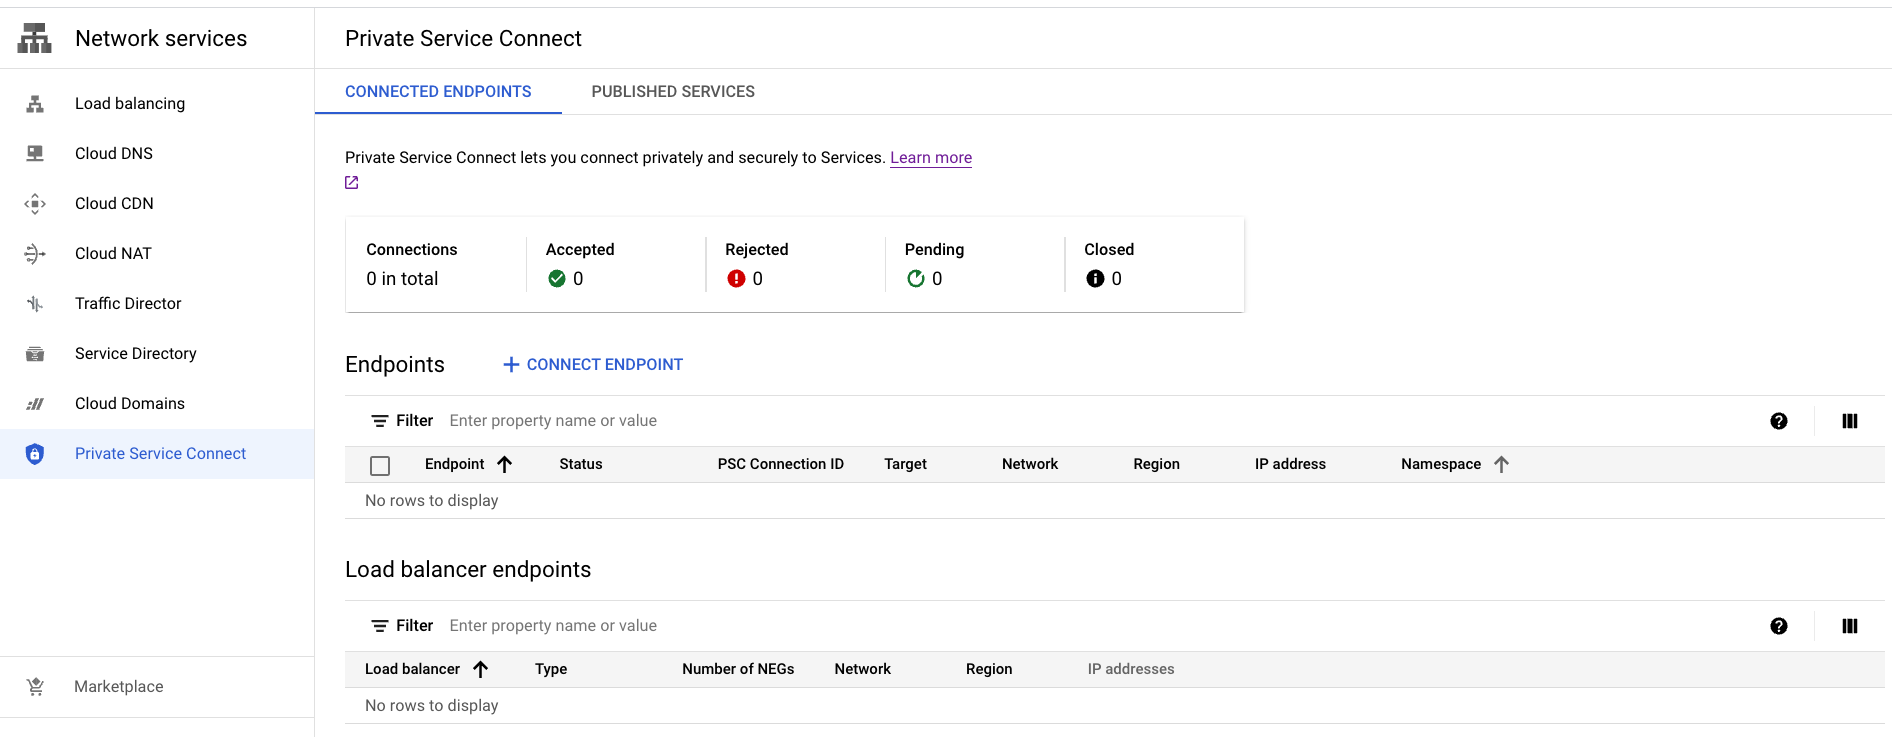 Network services
Load balancing
Cloud DNS
Cloud CDN
Cloud NAT
Traffic Director
Service Directory
Cloud Domains
Private Service Connect
Marketplace
Private Service Connect
CONNECTED ENDPOINTS PUBLISHED SERVICES
Private Service Connect lets you connect privately and securely to Services. Learn more
Connections Accepted Rejected Pending Closed
0 in total 0 0 0 0
Endpoints CONNECT ENDPOINT
Filter Enter property name or value
Endpoint Status PSC Connection ID Target Network Region IP address Namespace
No rows to display
Load balancer endpoints
Filter Enter property name or value
Load balancer Type Number of NEGs Network Region IP addresses
No rows to display